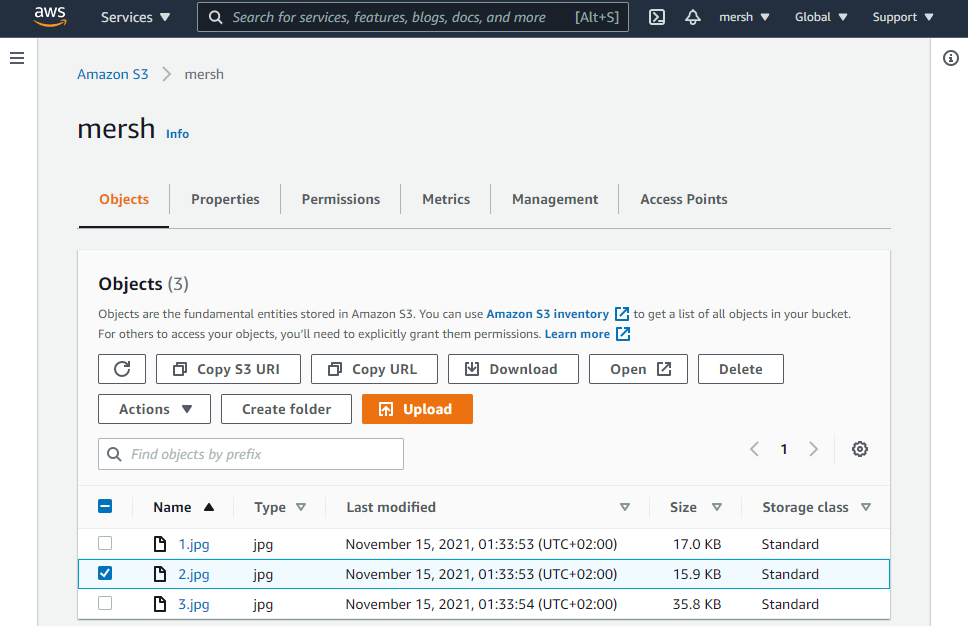 aws Services Search for services, features, blogs, docs, and more [Alt+S] mersh Global Support
Amazon S3 mersh
mersh Info
Objects Properties Permissions Metrics Management Access Points
Objects (3)
Objects are the fundamental entities stored in Amazon S3. You can use Amazon S3 inventory to get a list of all objects in your bucket.
For others to access your objects, you'll need to explicitly grant them permissions. Learn more
Copy S3 URI Copy URL Download Open Delete
Actions Create folder Upload
Find objects by prefix 1
Name Type Last modified Size Storage class
1.jpg jpg November 15, 2021, 01:33:53 (UTC+02:00) 17.0 KB Standard
2.jpg jpg November 15, 2021, 01:33:53 (UTC+02:00) 15.9 KB Standard
3.jpg jpg November 15, 2021, 01:33:54 (UTC+02:00) 35.8 KB Standard